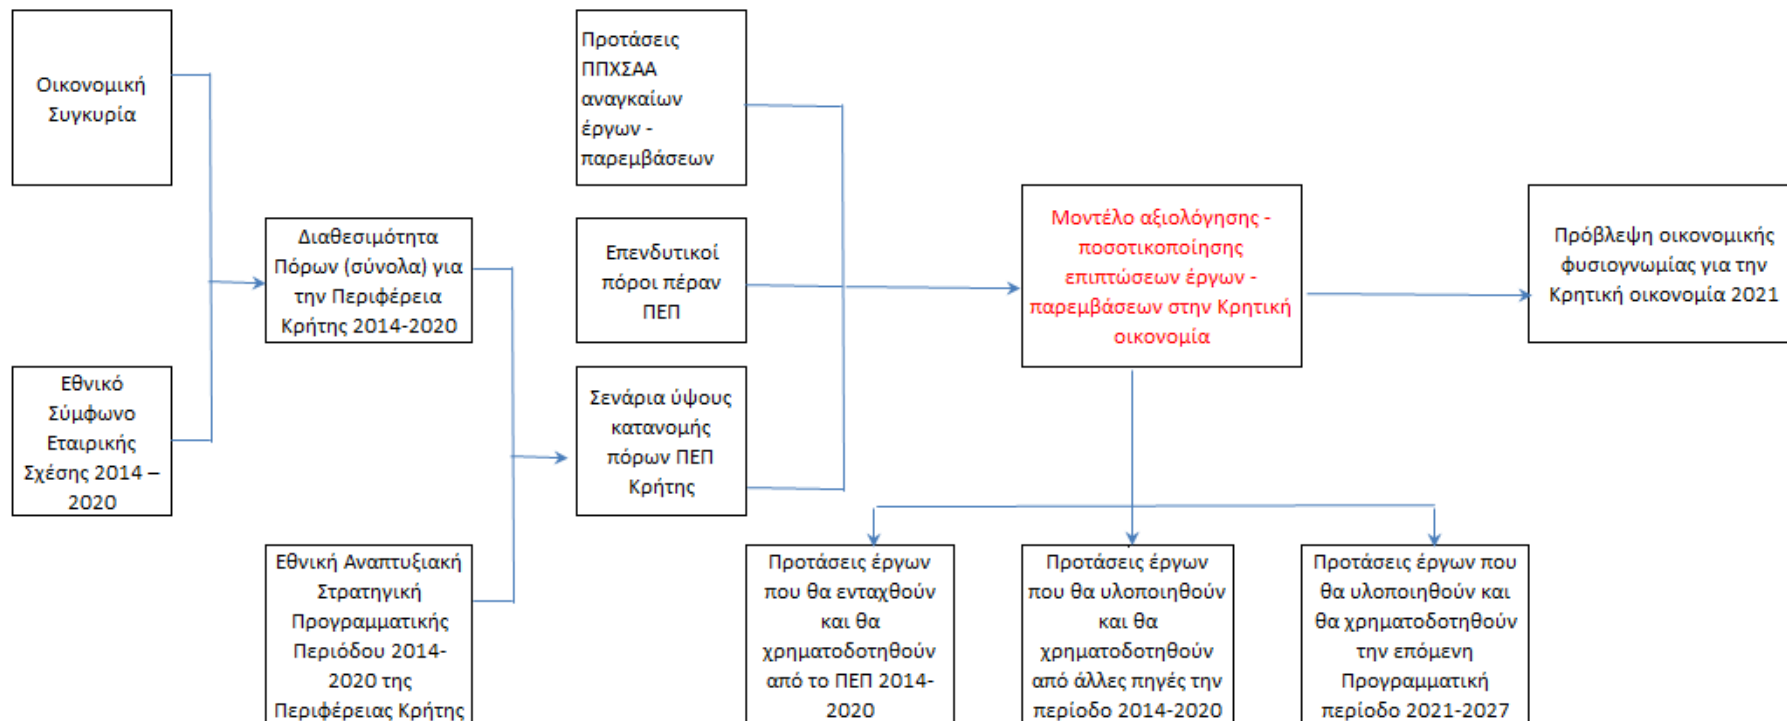 Οικονομική
Συγκυρία
Εθνικό
Σύμφωνο
Εταιρικής
Σχέσης 2014 –
2020
Διαθεσιμότητα
Πόρων (σύνολα) για
την Περιφέρεια
Κρήτης 2014-2020
Εθνική Αναπτυξιακή
Στρατηγική
Προγραμματικής
Περιόδου 2014-
2020 της
Περιφέρειας Κρήτης
Προτάσεις
ΠΠΧΣΑΑ
αναγκαίων
έργων -
παρεμβάσεων
Επενδυτικοί
πόροι πέραν
ΠΕΠ
Σενάρια ύψους
κατανομής
πόρων ΠΕΠ
Κρήτης
Μοντέλο αξιολόγησης -
ποσοτικοποίησης
επιπτώσεων έργων -
παρεμβάσεων στην Κρητική
οικονομία
Πρόβλεψη οικονομικής
φυσιογνωμίας για την
Κρητική οικονομία 2021
Προτάσεις έργων
που θα ενταχθούν
και θα
χρηματοδοτηθούν
από το ΠΕΠ 2014-
2020
Προτάσεις έργων
που θα υλοποιηθούν
και θα
χρηματοδοτηθούν
από άλλες πηγές την
περίοδο 2014-2020
Προτάσεις έργων που
θα υλοποιηθούν και
θα χρηματοδοτηθούν
την επόμενη
Προγραμματική
περίοδο 2021-2027